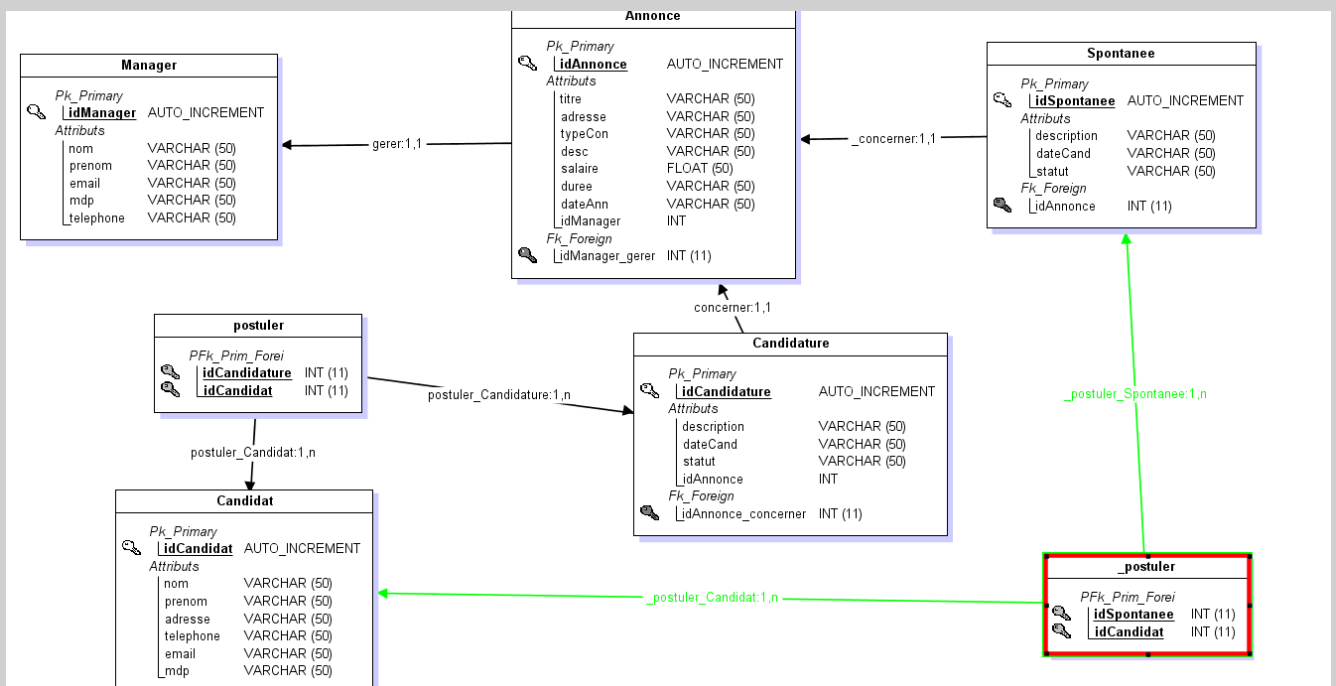 Annonce
Pk_Primary
idAnnonce AUTO_INCREMENT
Attributs
titre VARCHAR (50)
adresse VARCHAR (50)
typeCon VARCHAR (50)
desc VARCHAR (50)
salaire FLOAT (50)
duree VARCHAR (50)
dateAnn VARCHAR (50)
idManager INT
Fk_Foreign
idManager_gerer INT (11)
Manager
Pk_Primary
idManager AUTO_INCREMENT
Attributs
nom VARCHAR (50)
prenom VARCHAR (50)
email VARCHAR (50)
mdp VARCHAR (50)
telephone VARCHAR (50)
gerer:1,1
Spontanee
Pk_Primary
idSpontanee AUTO_INCREMENT
Attributs
description VARCHAR (50)
dateCand VARCHAR (50)
statut VARCHAR (50)
Fk_Foreign
idAnnonce INT (11)
_concerner:1,1
concerner:1,1
postuler
PFk_Prim_Forei
idCandidature INT (11)
idCandidat INT (11)
postuler_Candidature:1,n
postuler_Candidat:1,n
Candidature
Pk_Primary
idCandidature AUTO_INCREMENT
Attributs
description VARCHAR (50)
dateCand VARCHAR (50)
statut VARCHAR (50)
idAnnonce INT
Fk_Foreign
idAnnonce_concerner INT (11)
_postuler_Spontanee:1,n
Candidat
Pk_Primary
idCandidat AUTO_INCREMENT
Attributs
nom VARCHAR (50)
prenom VARCHAR (50)
adresse VARCHAR (50)
telephone VARCHAR (50)
email VARCHAR (50)
mdp VARCHAR (50)
_postuler_Candidat:1,n
_postuler
PFk_Prim_Forei
idSpontanee INT (11)
idCandidat INT (11)